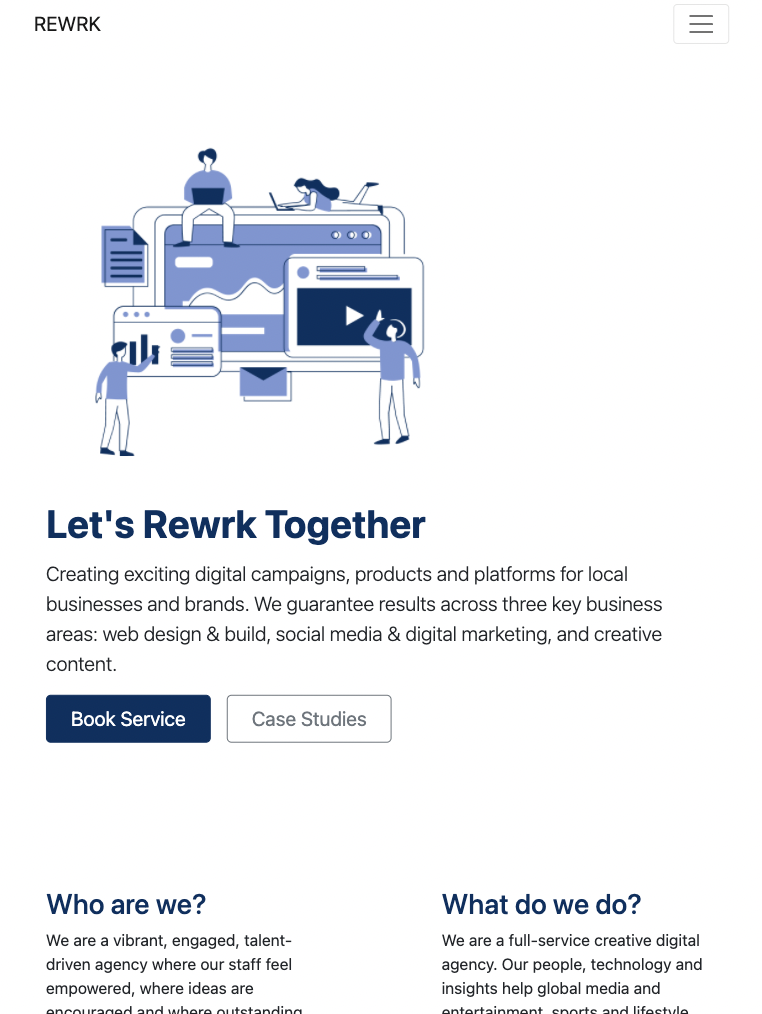 REWRK
Let's Rewrk Together
Creating exciting digital campaigns, products and platforms for local
businesses and brands. We guarantee results across three key business
areas: web design & build, social media & digital marketing, and creative
content.
Book Service
Case Studies
Who are we?
We are a vibrant, engaged, talent-
driven agency where our staff feel
empowered, where ideas are
encouraged and where outstanding
What do we do?
We are a full-service creative digital
agency. Our people, technology and
insights help global media and
entertainment, sports and lifestyle